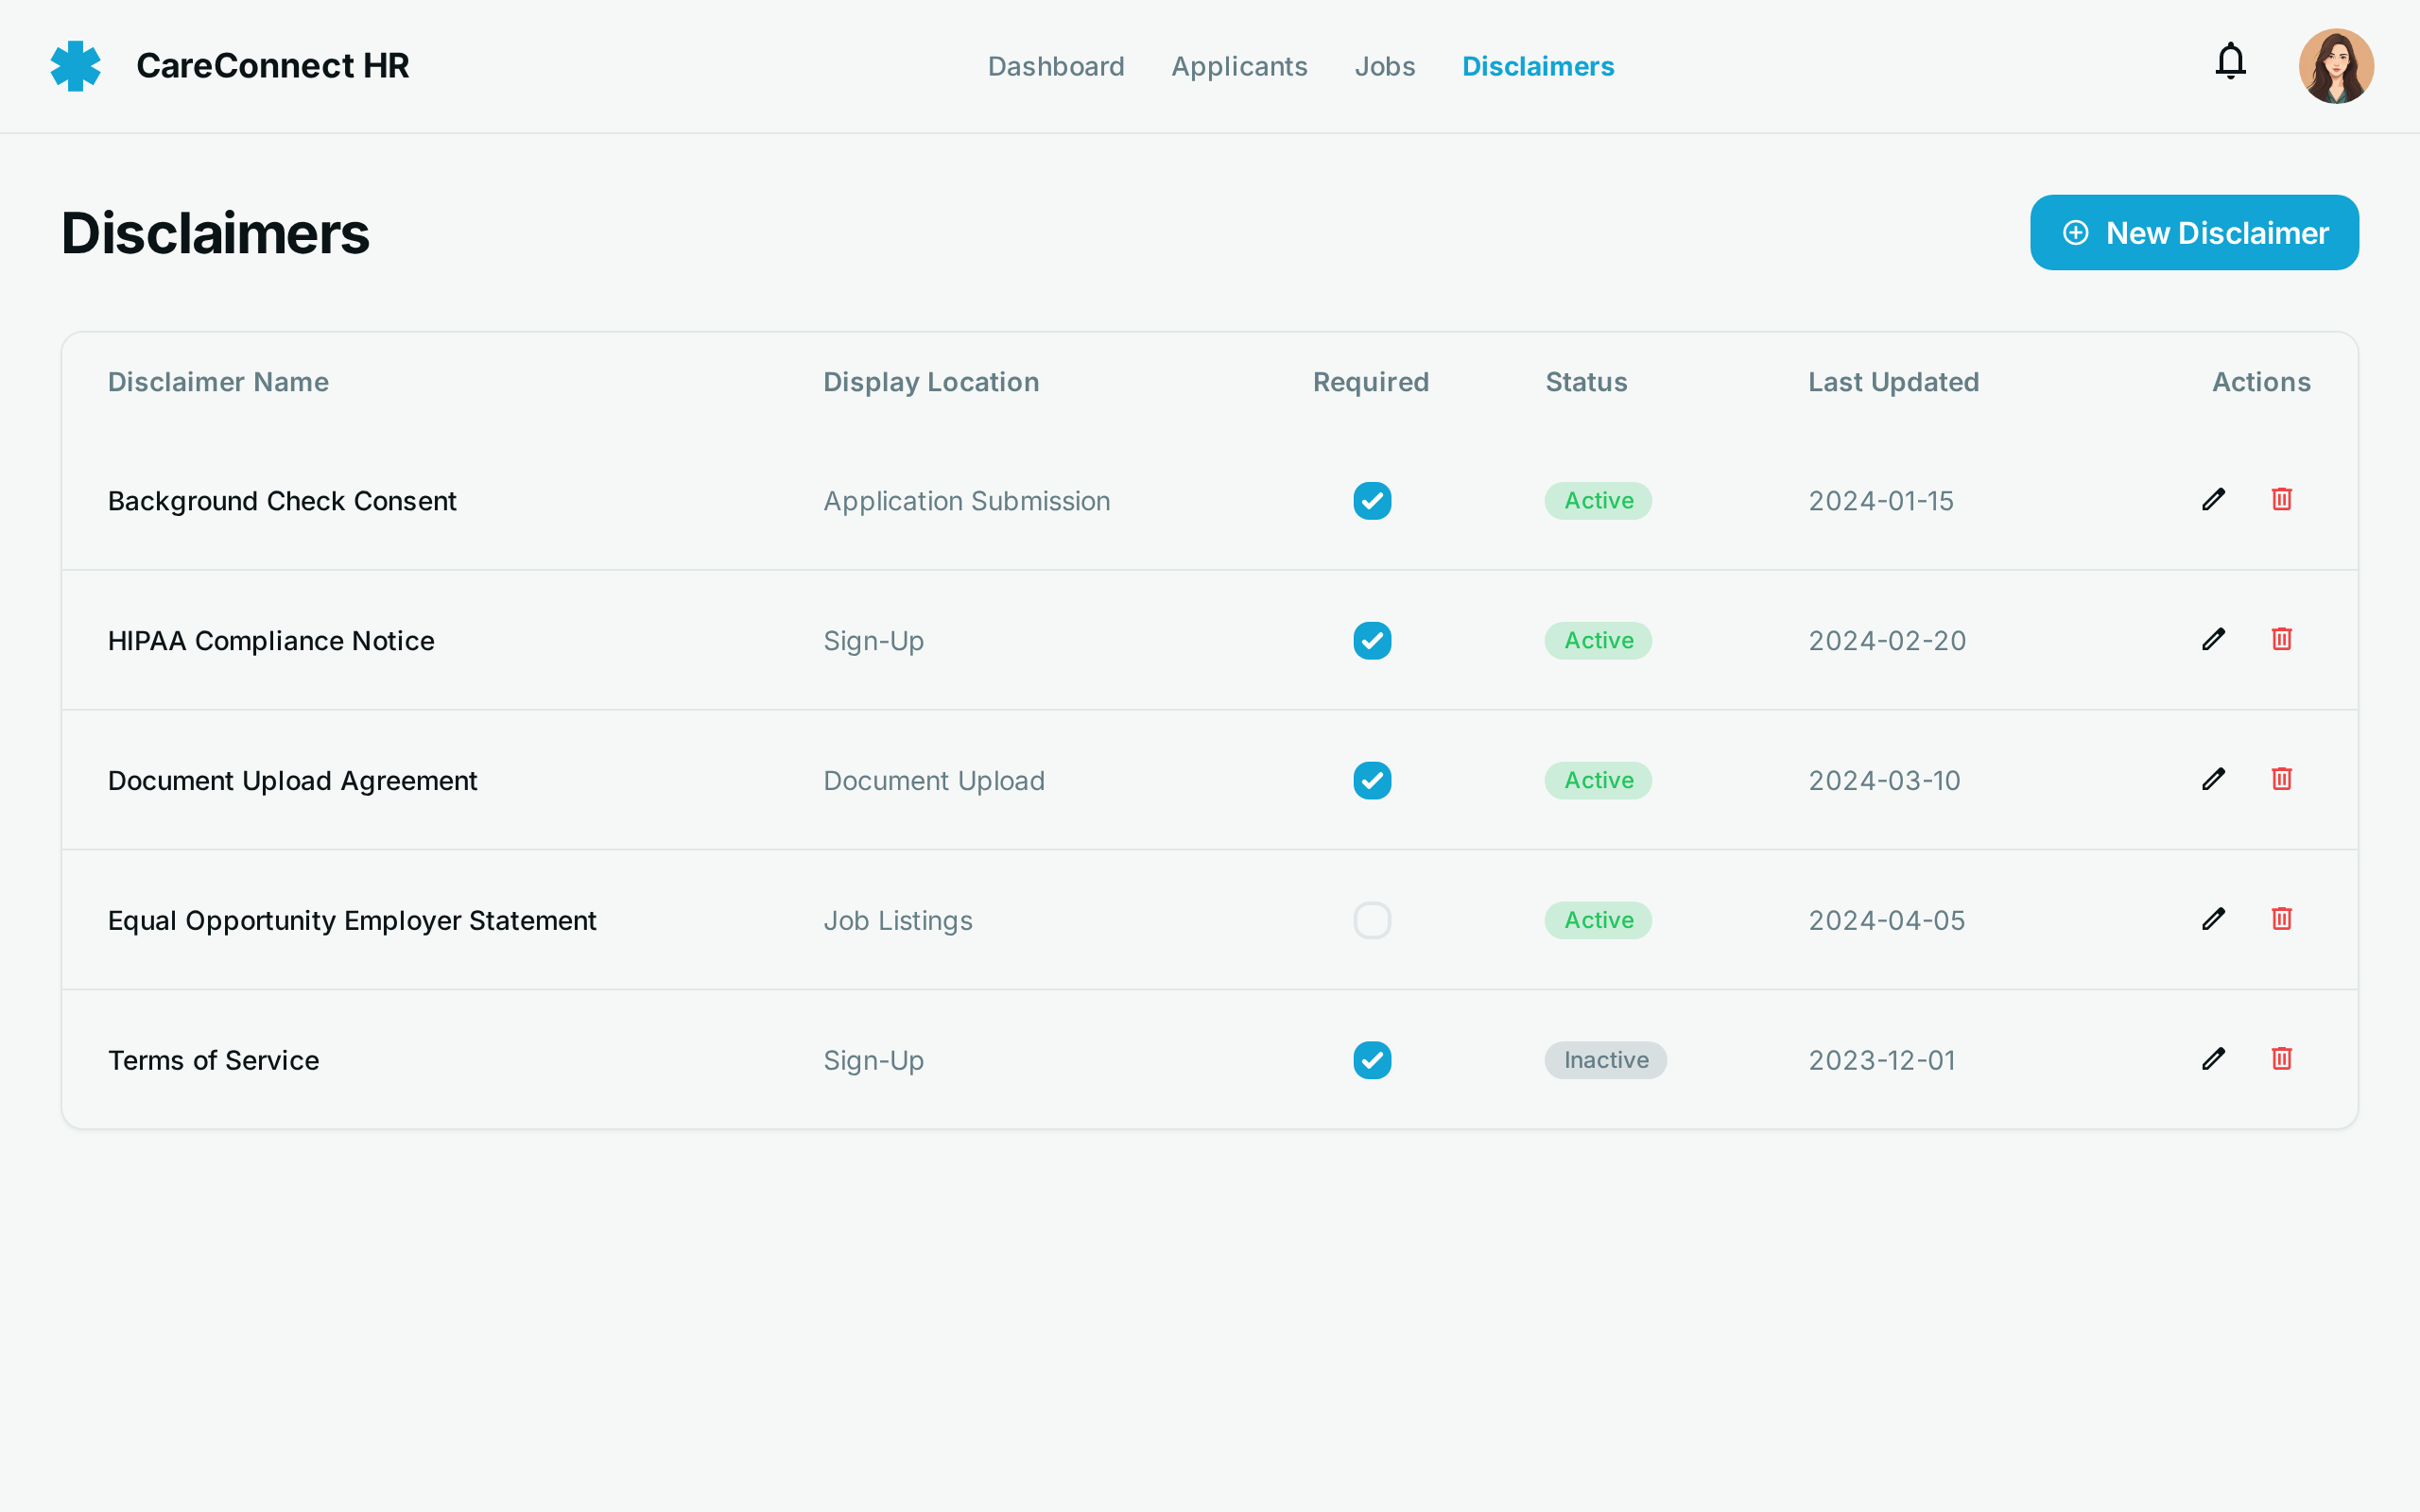 CareConnect HR
Dashboard Applicants Jobs Disclaimers
Disclaimers
New Disclaimer
Disclaimer Name Display Location Required Status Last Updated Actions
Background Check Consent Application Submission Active 2024-01-15
HIPAA Compliance Notice Sign-Up Active 2024-02-20
Document Upload Agreement Document Upload Active 2024-03-10
Equal Opportunity Employer Statement Job Listings Active 2024-04-05
Terms of Service Sign-Up Inactive 2023-12-01